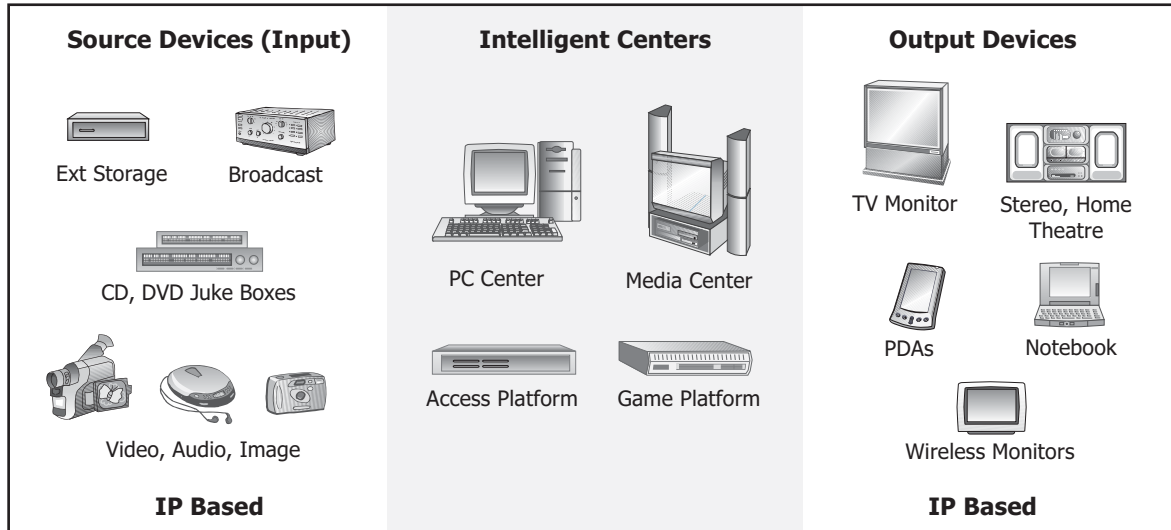 Source Devices (Input)
Ext Storage
Broadcast
CD, DVD Juke Boxes
Video, Audio, Image
IP Based
Intelligent Centers
PC Center
Media Center
Access Platform
Game Platform
Output Devices
TV Monitor
Stereo, Home
Theatre
PDAs
Notebook
Wireless Monitors
IP Based